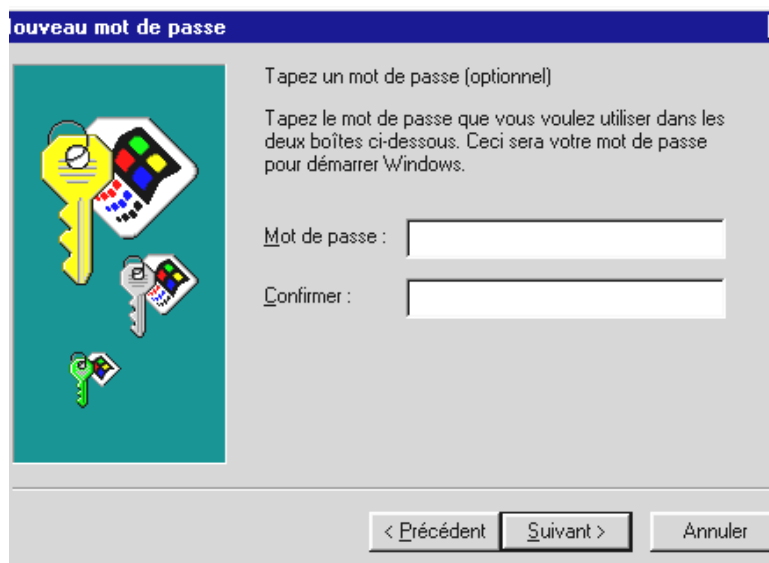 ouveau mot de passe
Tapez un mot de passe (optionnel)
Tapez le mot de passe que vous voulez utiliser dans les
deux boîtes ci-dessous. Ceci sera votre mot de passe
pour démarrer Windows.
Mot de passe :
Confirmer :
< Précédent
Suivant >
Annuler